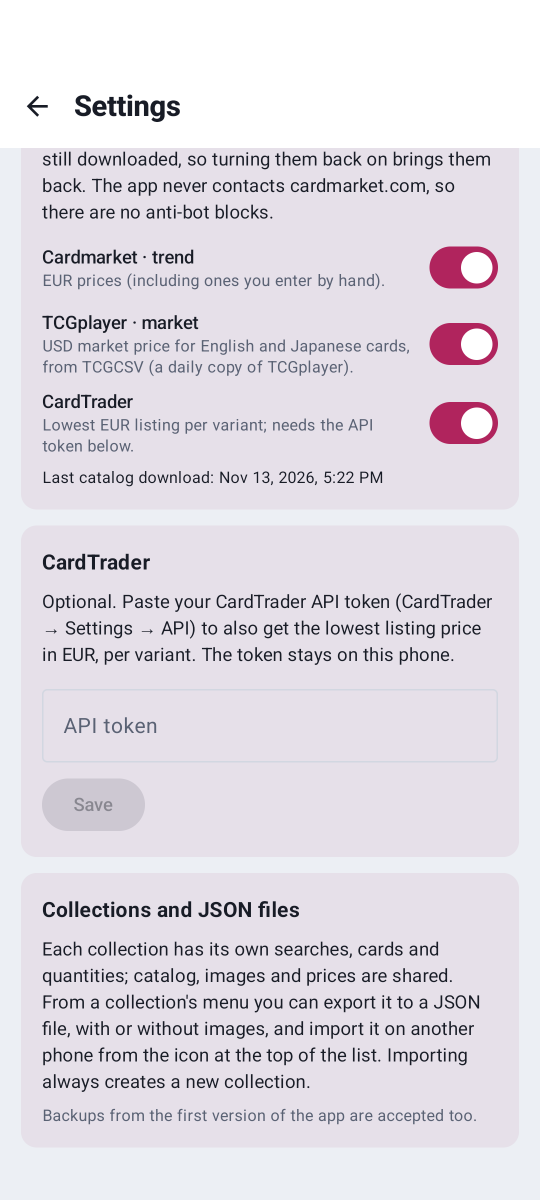 Settings
still downloaded, so turning them back on brings them
back. The app never contacts cardmarket.com, so
there are no anti-bot blocks.
Cardmarket · trend
EUR prices (including ones you enter by hand).
TCGplayer · market
USD market price for English and Japanese cards,
from TCGCSV (a daily copy of TCGplayer).
CardTrader
Lowest EUR listing per variant; needs the API
token below.
Last catalog download: Nov 13, 2026, 5:22 PM
CardTrader
Optional. Paste your CardTrader API token (CardTrader
→ Settings → API) to also get the lowest listing price
in EUR, per variant. The token stays on this phone.
API token
Save
Collections and JSON files
Each collection has its own searches, cards and
quantities; catalog, images and prices are shared.
From a collection's menu you can export it to a JSON
file, with or without images, and import it on another
phone from the icon at the top of the list. Importing
always creates a new collection.
Backups from the first version of the app are accepted too.